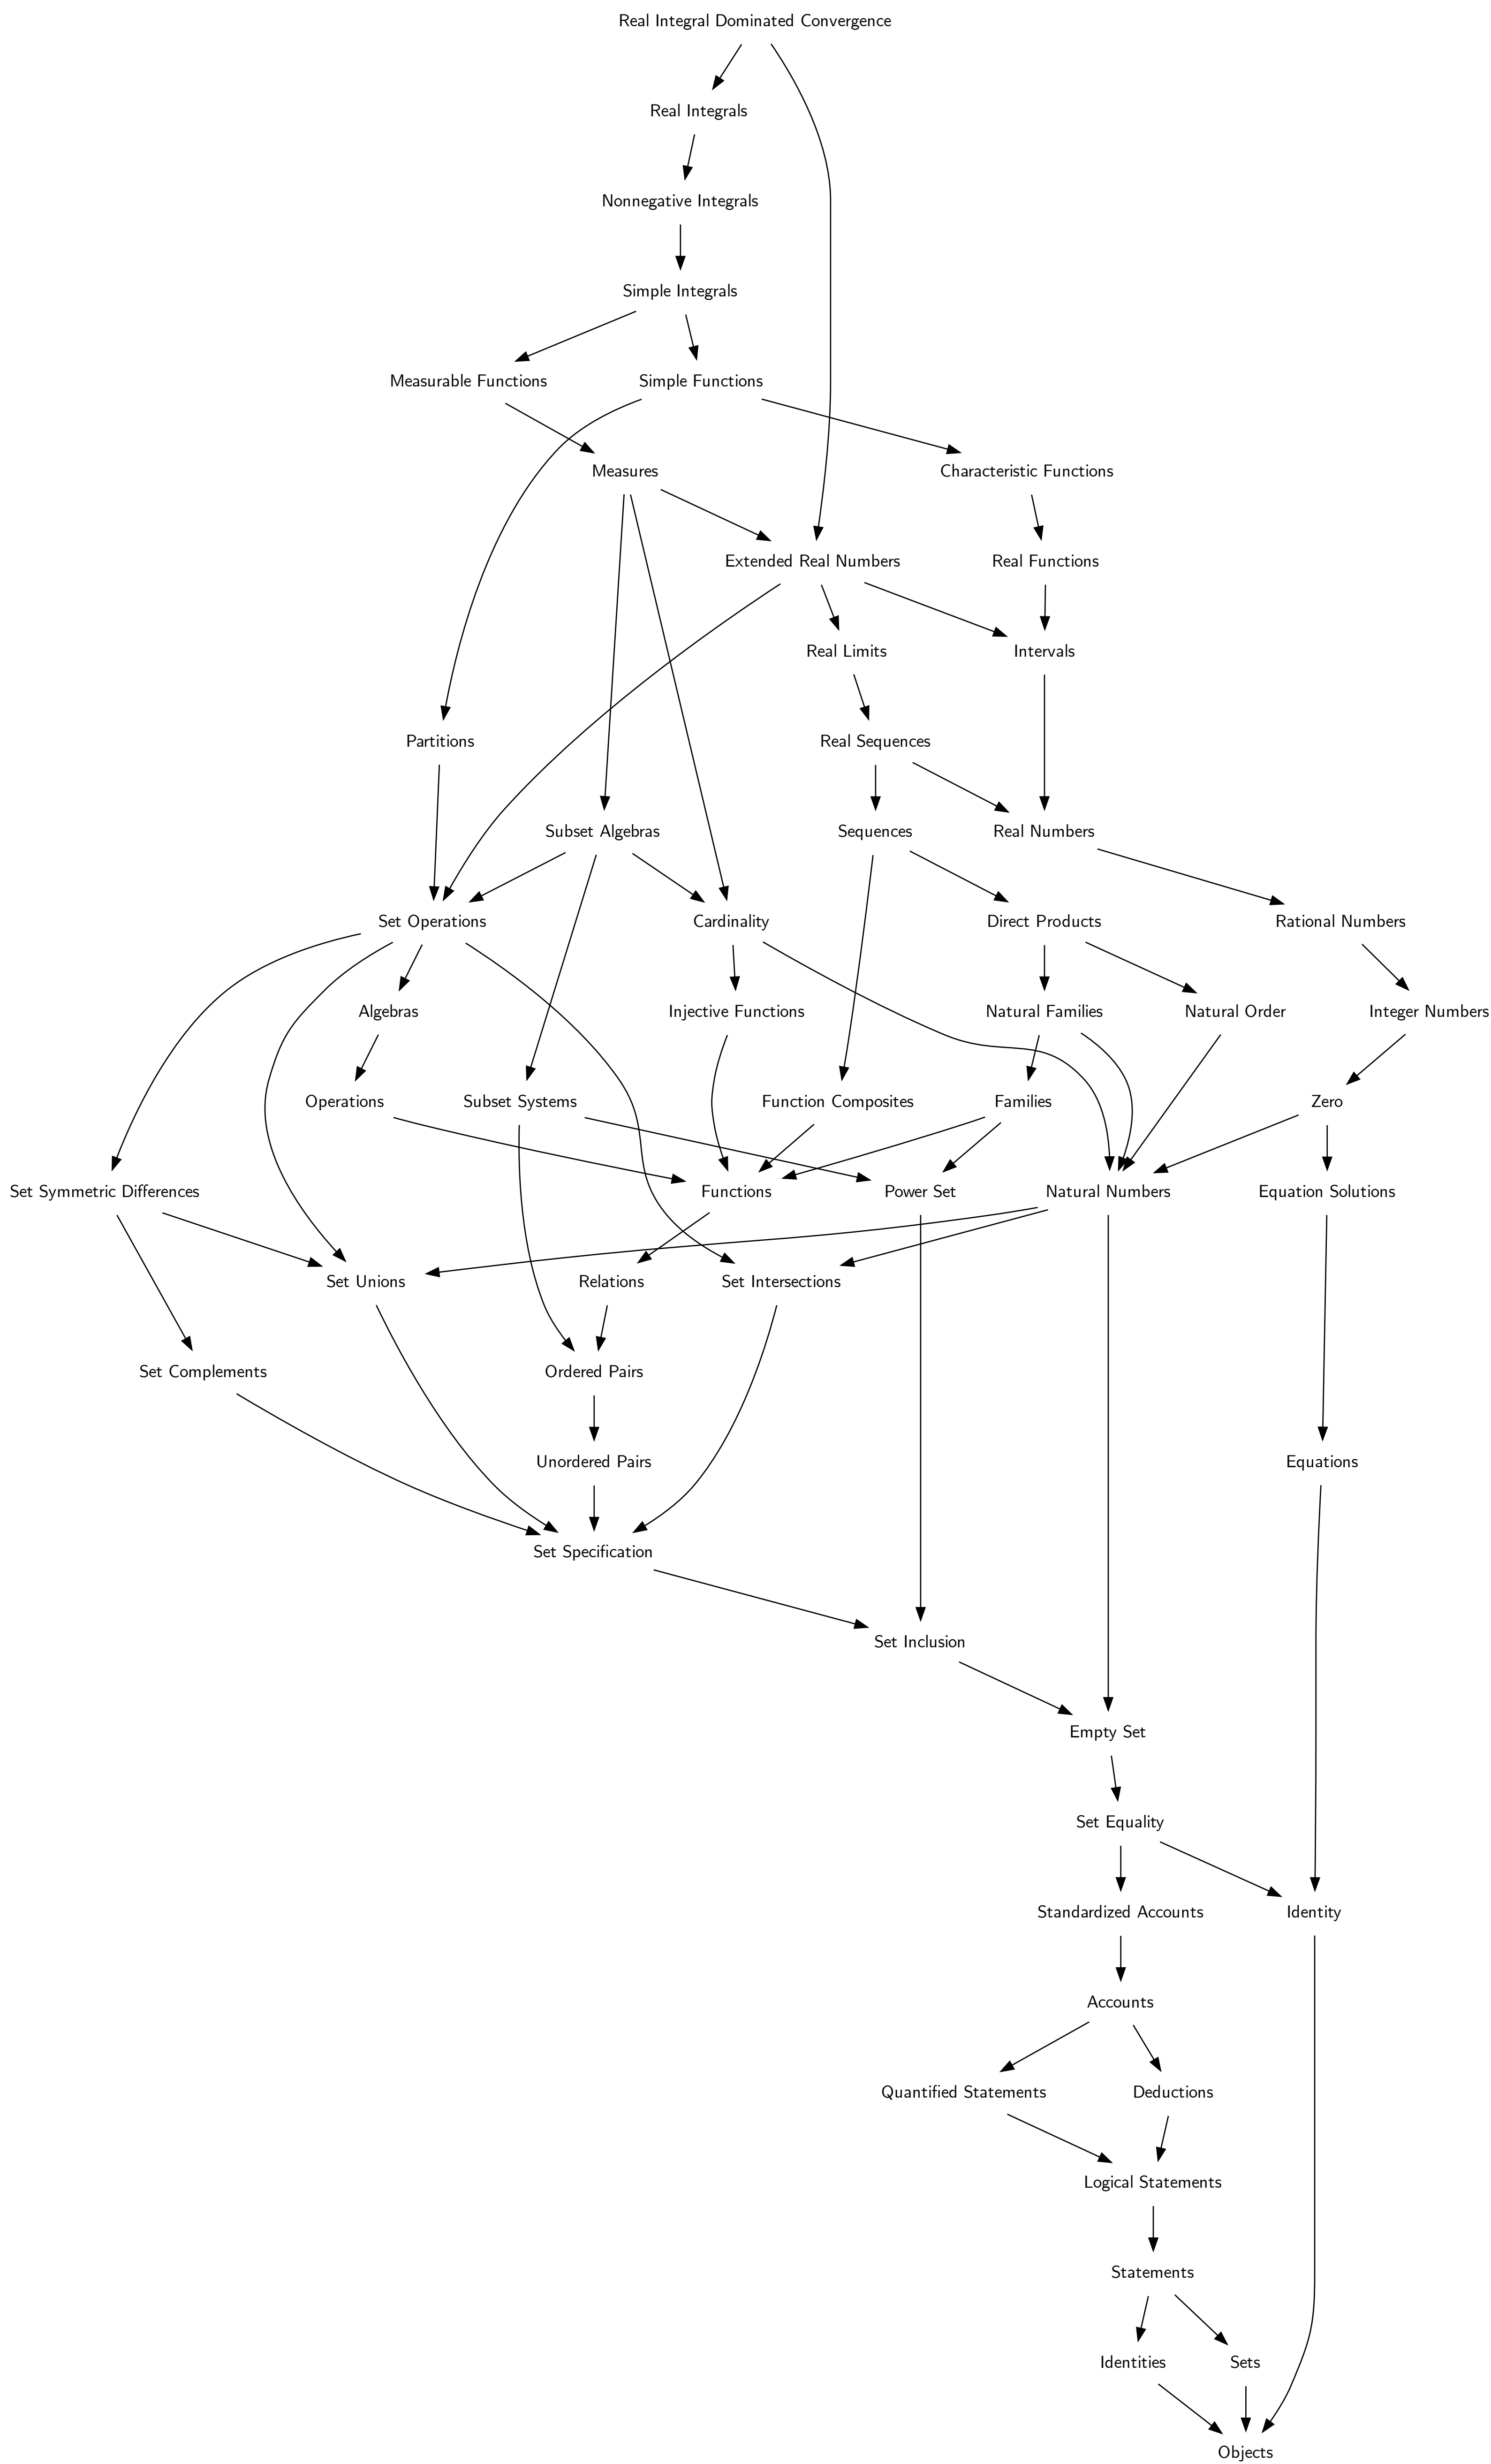 Real Integral Dominated Convergence
Real Integrals
Nonnegative Integrals
Simple Integrals
Measurable Functions
Simple Functions
Measures
Characteristic Functions
Extended Real Numbers
Real Functions
Real Limits
Intervals
Partitions
Real Sequences
Subset Algebras
Sequences
Real Numbers
Set Operations
Cardinality
Direct Products
Rational Numbers
Algebras
Injective Functions
Natural Families
Natural Order
Integer Numbers
Operations
Subset Systems
Function Composites
Families
Zero
Set Symmetric Differences
Functions
Power Set
Natural Numbers
Equation Solutions
Set Unions
Relations
Set Intersections
Set Complements
Ordered Pairs
Unordered Pairs
Equations
Set Specification
Set Inclusion
Empty Set
Set Equality
Standardized Accounts
Identity
Accounts
Quantified Statements
Deductions
Logical Statements
Statements
Identities
Sets
Objects